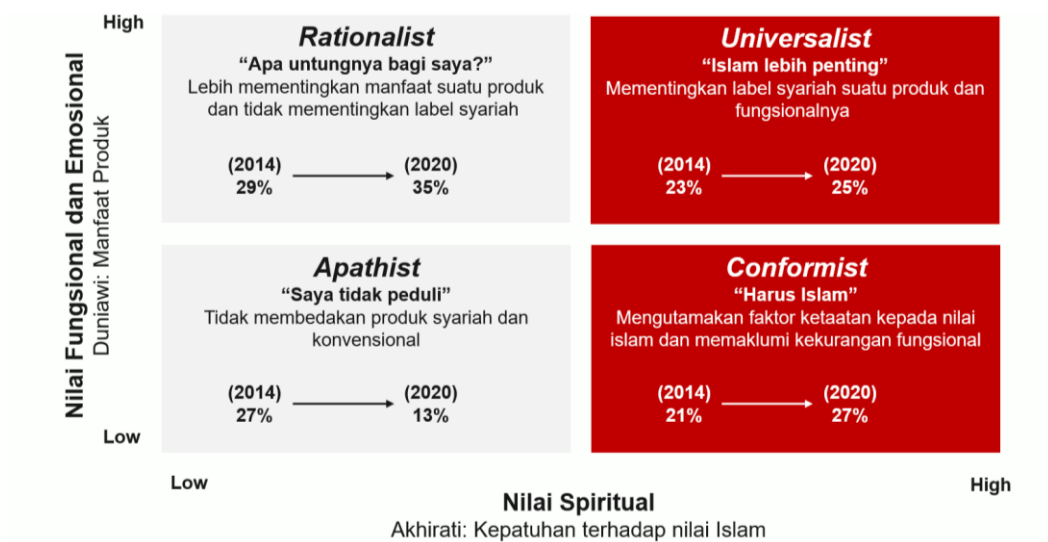 High
Nilai Fungsional dan Emosional
Duniawi: Manfaat Produk
Rationalist
“Apa untungnya bagi saya?”
Lebih mementingkan manfaat suatu produk
dan tidak mementingkan label syariah
(2014)
29%
(2020)
35%
Universalist
“Islam lebih penting”
Mementingkan label syariah suatu produk dan
fungsionalnya
(2014)
23%
(2020)
25%
Apathist
“Saya tidak peduli”
Tidak membedakan produk syariah dan
konvensional
(2014)
27%
(2020)
13%
Conformist
“Harus Islam”
Mengutamakan faktor ketaatan kepada nilai
islam dan memaklumi kekurangan fungsional
(2014)
21%
(2020)
27%
Low
Low
High
Nilai Spiritual
Akhirati: Kepatuhan terhadap nilai Islam